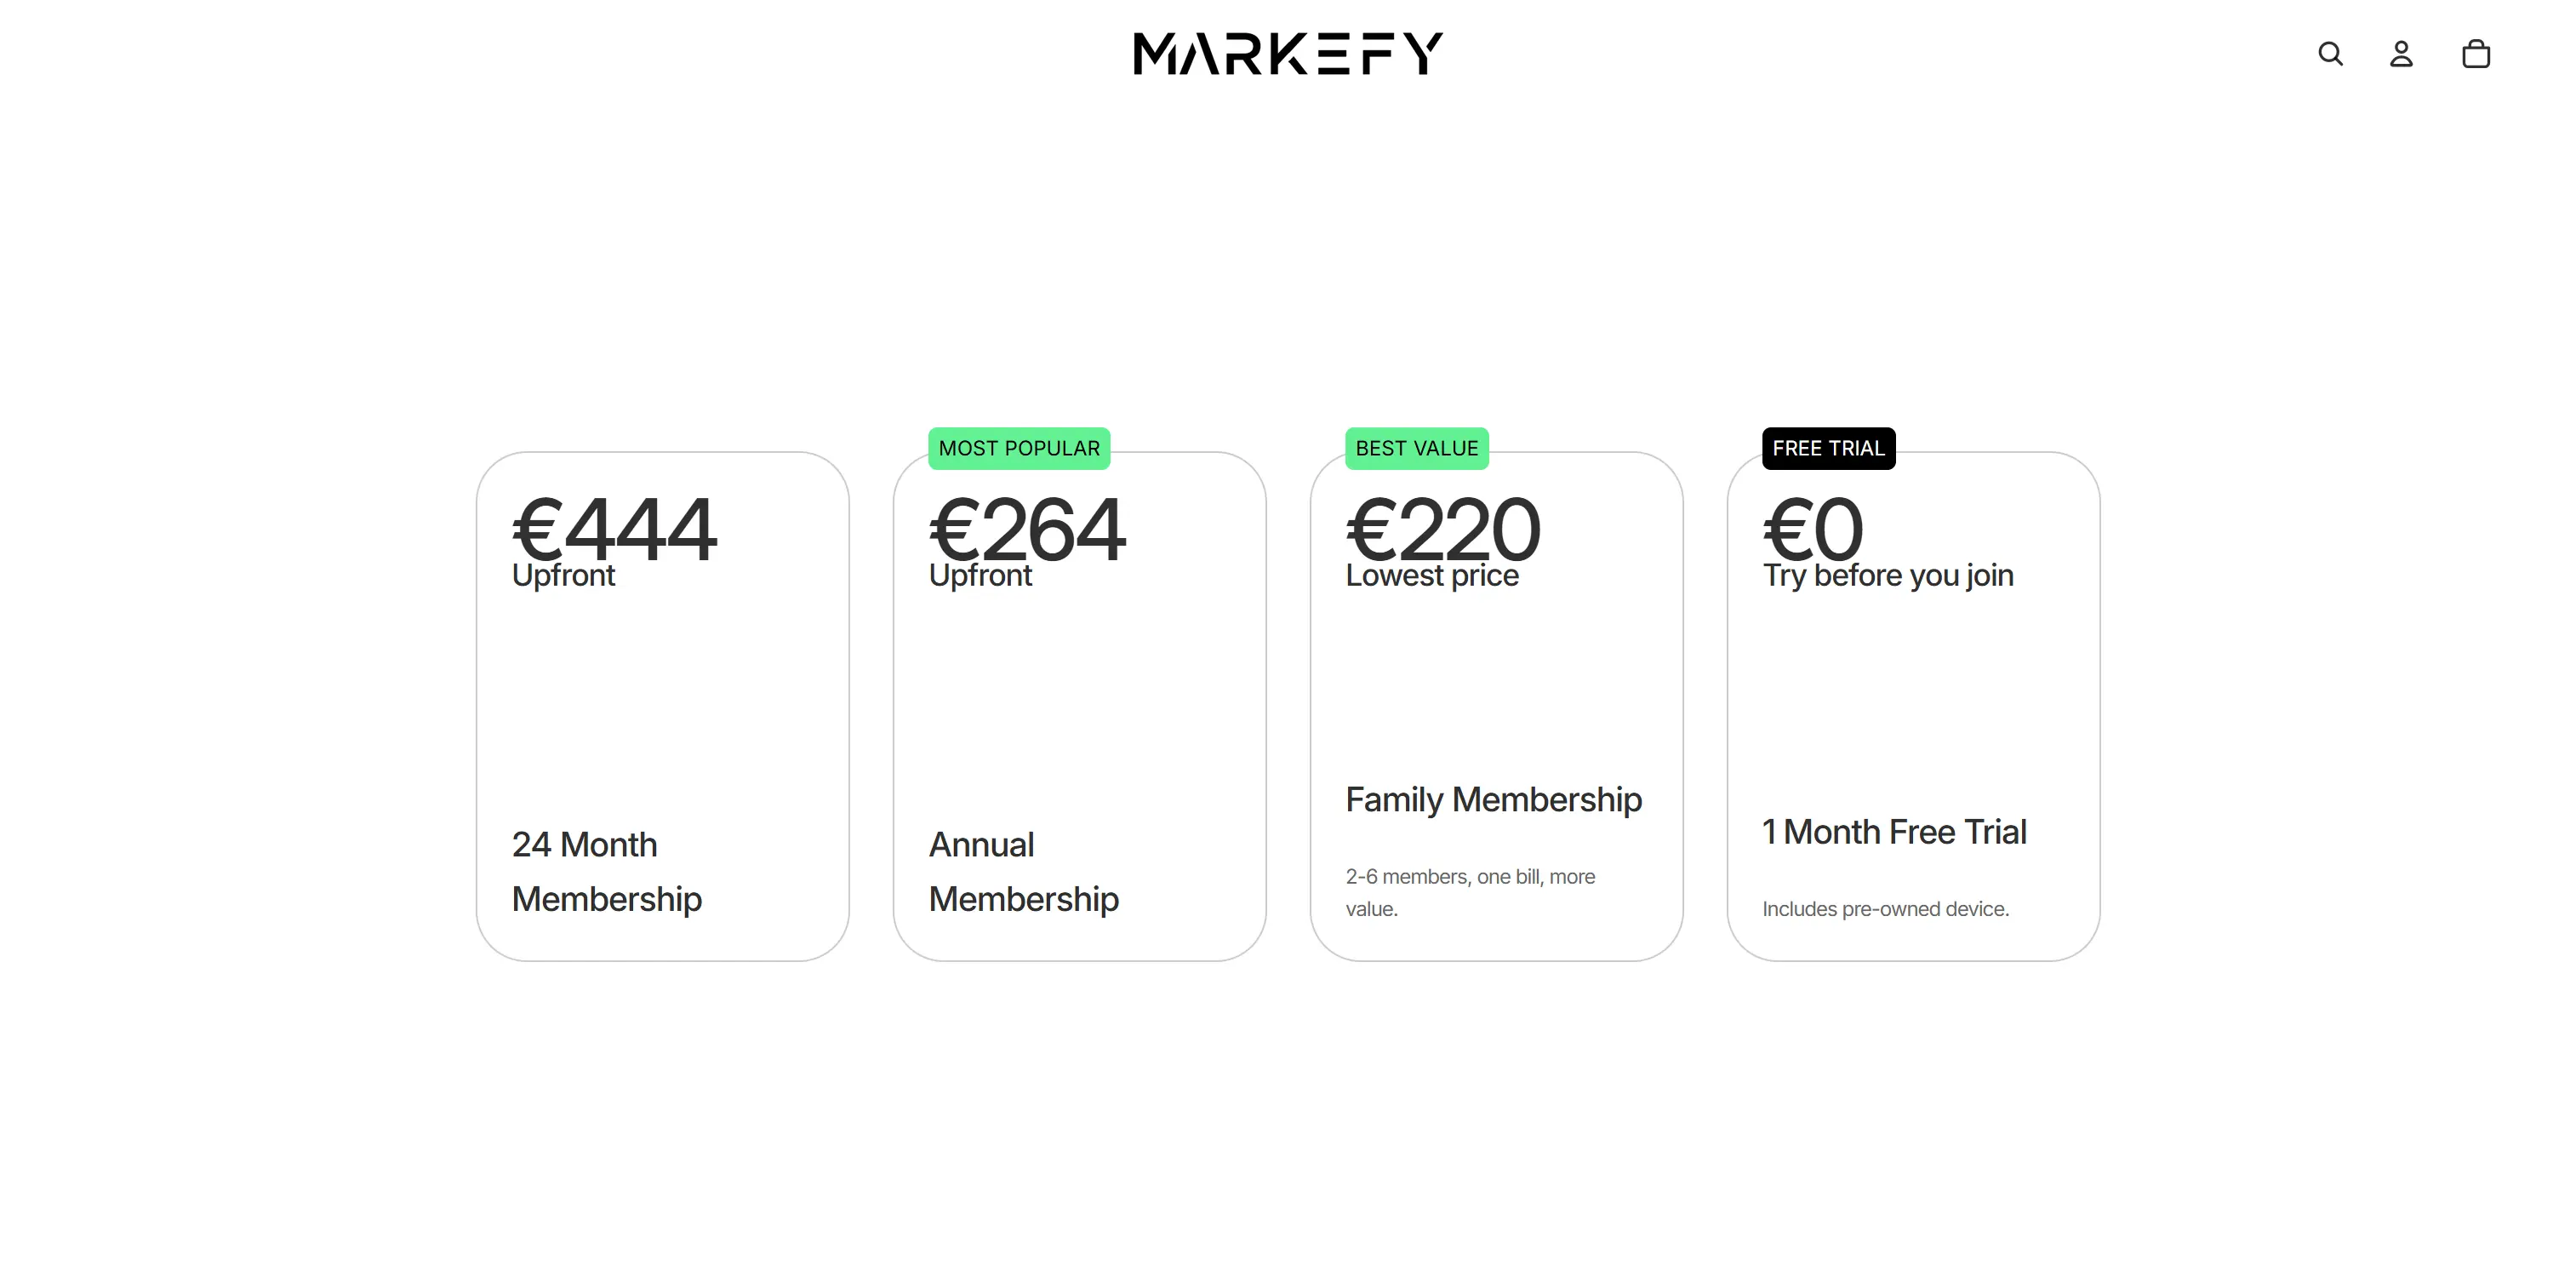 MARKEFY
€444
Upfront
24 Month
Membership
MOST POPULAR
€264
Upfront
Annual
Membership
BEST VALUE
€220
Lowest price
Family Membership
2-6 members, one bill, more
value.
FREE TRIAL
€0
Try before you join
1 Month Free Trial
Includes pre-owned device.